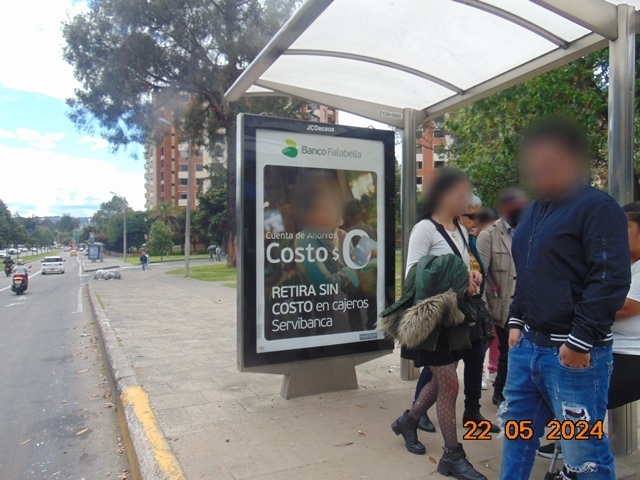 JCDecaux
Banco Falabella
Cuenta de Ahorros
Costo $0
RETIRA SIN
COSTO en cajeros
Servibanca
22 05 2024